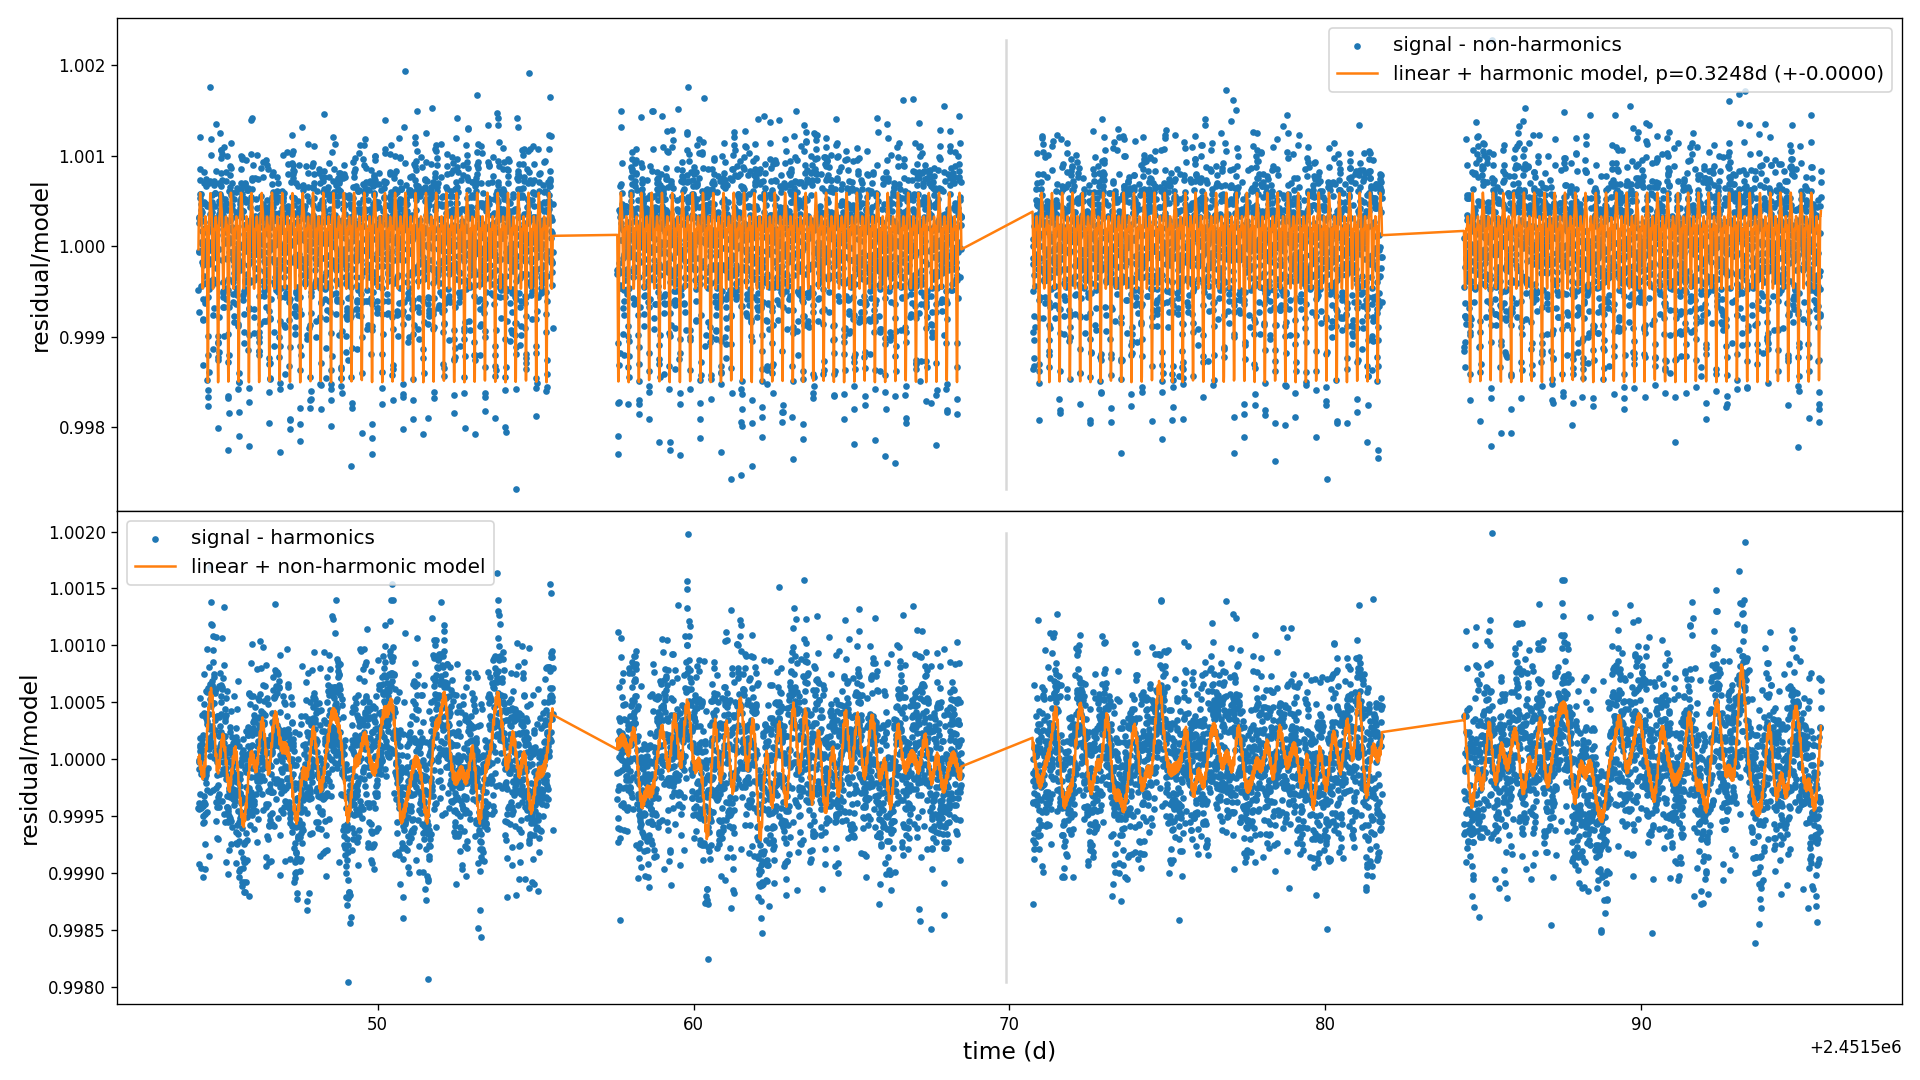 signal - non-harmonics
linear + harmonic model, p=0.3248d (+-0.0000)
1.002
1.001
1.000
0.999
0.998
residual/model
signal - harmonics
linear + non-harmonic model
1.0020
1.0015
1.0010
1.0005
1.0000
0.9995
0.9990
0.9985
0.9980
residual/model
50 60 70 80 90
time (d)
+2.4515e6